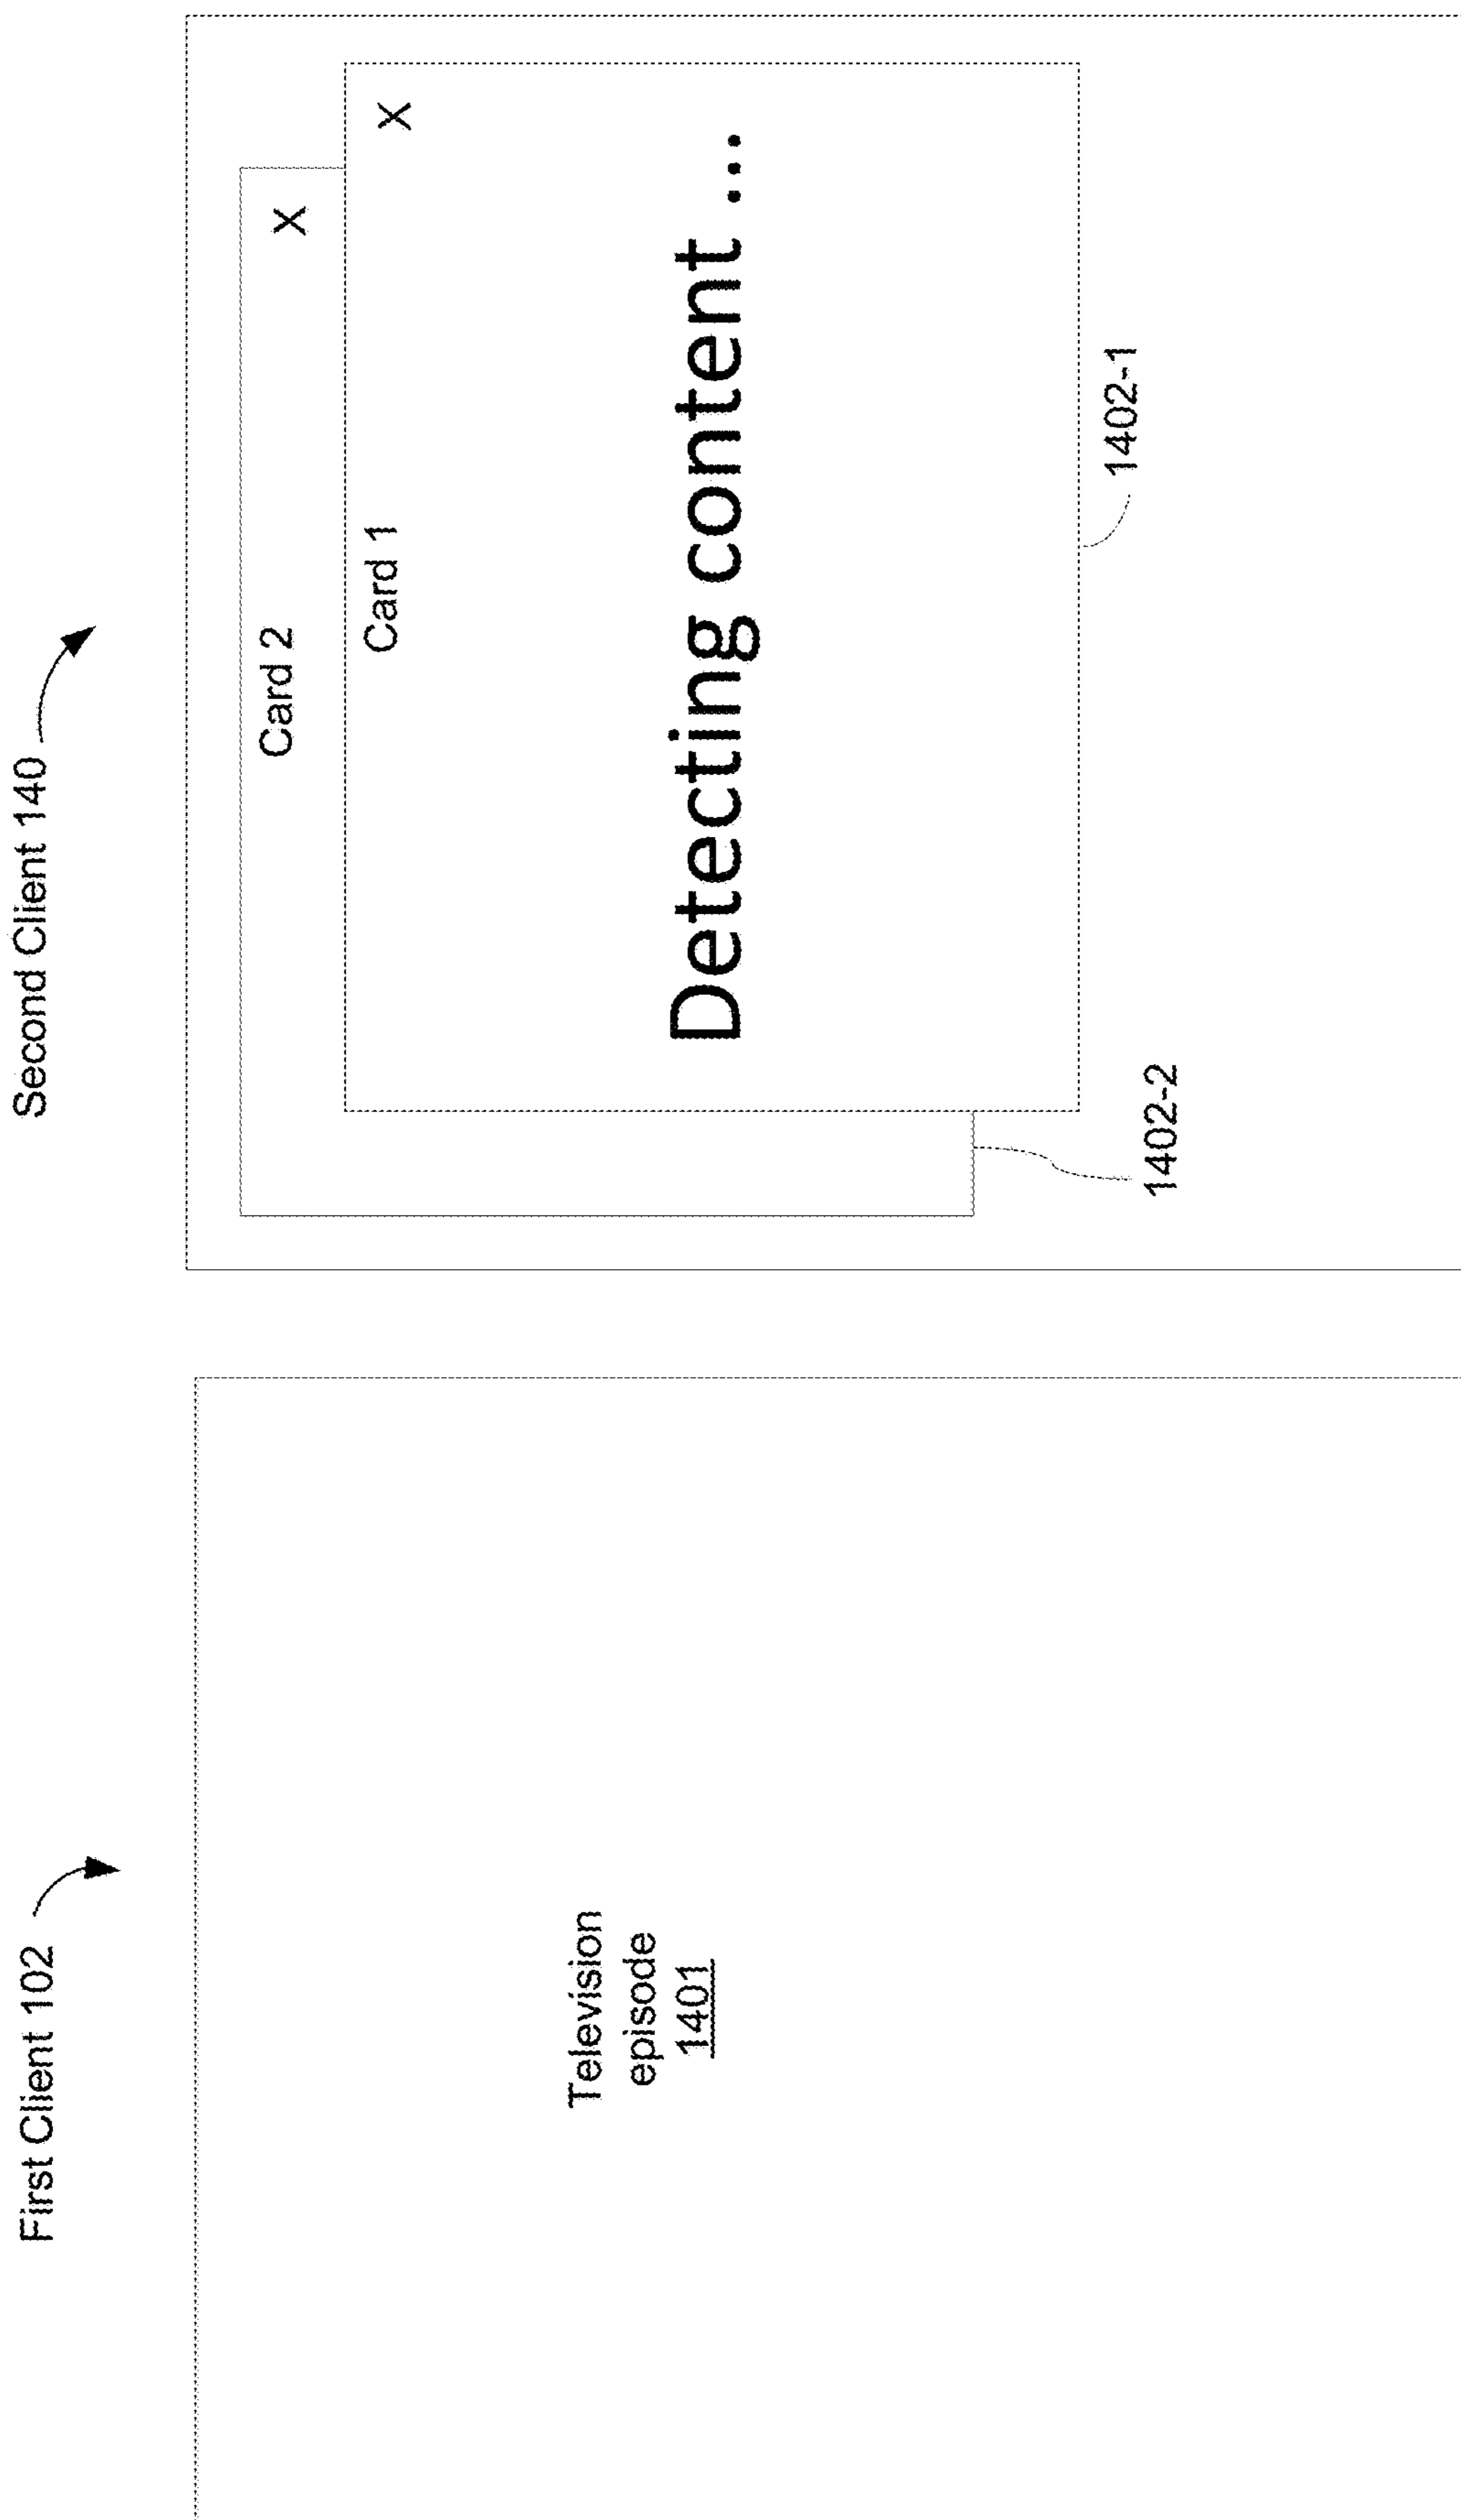 First Client 102
Television
episode
1401
Second Client 140
Card 2
X
Card 1
X
Detecting content ...
1402-1
1402-2